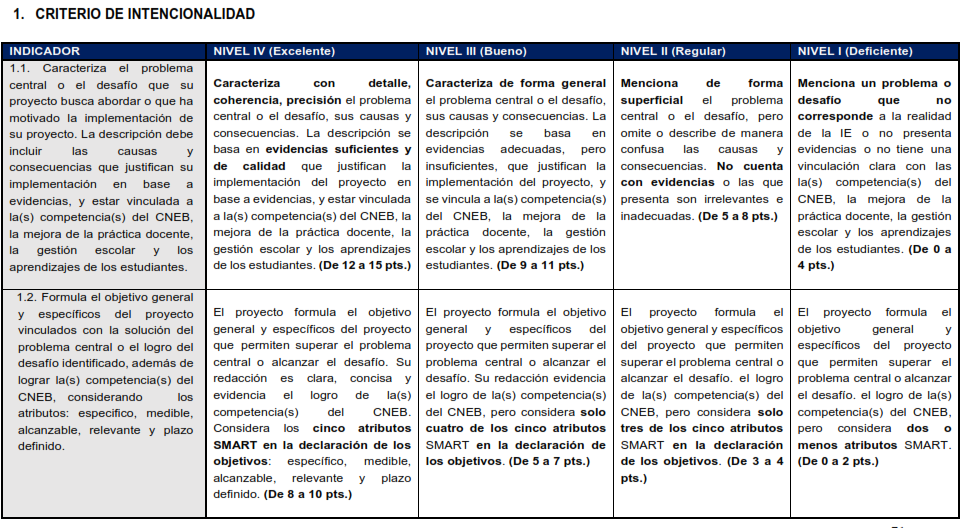 1. CRITERIO DE INTENCIONALIDAD
INDICADOR
NIVEL IV (Excelente)
NIVEL III (Bueno)
NIVEL II (Regular)
NIVEL I (Deficiente)
1.1. Caracteriza el problema
central o el desafío que su
proyecto busca abordar o que ha
motivado la implementación de
su proyecto. La descripción debe
incluir las causas y
consecuencias que justifican su
implementación en base a
evidencias, y estar vinculada a
la(s) competencia(s) del CNEB,
la mejora de la práctica docente,
la gestión escolar y los
aprendizajes de los estudiantes.
Caracteriza con detalle,
coherencia, precisión el problema
central o el desafío, sus causas y
consecuencias. La descripción se
basa en evidencias suficientes y
de calidad que justifican la
implementación del proyecto en
base a evidencias, y estar vinculada
a la(s) competencia(s) del CNEB, la
mejora de la práctica docente, la
gestión escolar y los aprendizajes
de los estudiantes. (De 12 a 15 pts.)
Caracteriza de forma general
el problema central o el desafío,
sus causas y consecuencias. La
descripción se basa en
evidencias adecuadas, pero
insuficientes, que justifican la
implementación del proyecto, y
se vincula a la(s) competencia(s)
del CNEB, la mejora de la
práctica docente, la gestión
escolar y los aprendizajes de los
estudiantes. (De 9 a 11 pts.)
Menciona de forma
superficial el problema
central o el desafío, pero
omite o describe de manera
confusa las causas y
consecuencias. No cuenta
con evidencias o las que
presenta son irrelevantes e
inadecuadas. (De 5 a 8 pts.)
Menciona un problema o
desafío que no
corresponde a la realidad
de la IE o no presenta
evidencias o no tiene una
vinculación clara con las
la(s) competencia(s) del
CNEB, la mejora de la
práctica docente, la gestión
escolar y los aprendizajes
de los estudiantes. (De 0 a
4 pts.)
1.2. Formula el objetivo general
y específicos del proyecto
vinculados con la solución del
problema central o el logro del
desafío identificado, además de
lograr la(s) competencia(s) del
CNEB, considerando los
atributos: especifico, medible,
alcanzable, relevante y plazo
definido.
El proyecto formula el objetivo
general y específicos del proyecto
que permiten superar el problema
central o alcanzar el desafío. Su
redacción es clara, concisa y
evidencia el logro de la(s)
competencia(s) del CNEB.
Considera los cinco atributos
SMART en la declaración de los
objetivos: específico, medible,
alcanzable, relevante y plazo
definido. (De 8 a 10 pts.)
El proyecto formula el objetivo
general y específicos del
proyecto que permiten superar el
problema central o alcanzar el
desafío. Su redacción evidencia
el logro de la(s) competencia(s)
del CNEB, pero considera solo
cuatro de los cinco atributos
SMART en la declaración de
los objetivos. (De 5 a 7 pts.)
El proyecto formula el
objetivo general y específicos
del proyecto que permiten
superar el problema central o
alcanzar el desafío. el logro
de la(s) competencia(s) del
CNEB, pero considera solo
tres de los cinco atributos
SMART en la declaración
de los objetivos. (De 3 a 4
pts.)
El proyecto formula el
objetivo general y
específicos del proyecto
que permiten superar el
problema central o alcanzar
el desafío. el logro de la(s)
competencia(s) del CNEB,
pero considera dos o
menos atributos SMART.
(De 0 a 2 pts.)